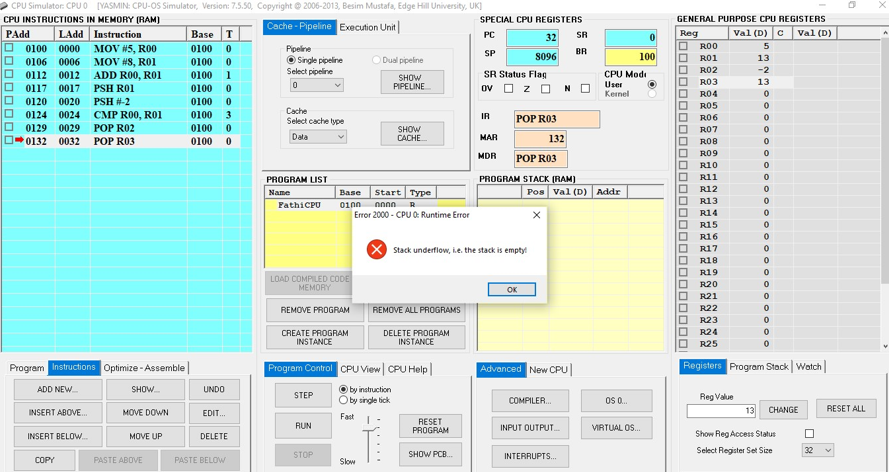 CPU Simulator: CPU 0 [YASMIN; CPU-OS Simulator, Version: 7.5.50, Copyright © 2006-2013, Besim Mustafa, Edge Hill University, UK]
CPU INSTRUCTIONS IN MEMORY (RAM)
PAdd LAdd Instruction Base T
0100 0000 MOV #5, R00 0100 0
0106 0006 MOV #8, R01 0100 0
0112 0012 ADD R00, R01 0100 1
0117 0017 PSH R01 0100 0
0120 0020 PSH #-2 0100 0
0124 0024 CMP R00, R01 0100 3
0129 0029 POP R02 0100 0
0132 0032 POP R03 0100 0
Program Instructions Optimize - Assemble
ADD NEW... SHOW... UNDO
INSERT ABOVE... MOVE DOWN EDIT...
INSERT BELOW... MOVE UP DELETE
COPY PASTE ABOVE PASTE BELOW
Cache - Pipeline Execution Unit
Pipeline
Single pipeline Dual pipeline
Select pipeline
0
SHOW
PIPELINE...
Cache
Select cache type
Data
SHOW
CACHE...
PROGRAM LIST
Name Base Start Type
FathiCPU 0100 0000 R
LOAD COMPILED CODE
MEMORY
REMOVE PROGRAM REMOVE ALL PROGRAMS
CREATE PROGRAM
INSTANCE
DELETE PROGRAM
INSTANCE
Program Control CPU View CPU Help
STEP
RUN
STOP
by instruction
by single tick
Fast
Slow
RESET
PROGRAM
SHOW PCB...
SPECIAL CPU REGISTERS
PC 32 SR 0
SP 8096 BR 100
SR Status Flag
OV Z N
CPU Mode
User
Kernel
IR POP R03
MAR 132
MDR POP R03
PROGRAM STACK (RAM)
Pos Val(D) Addr
Error 2000 - CPU 0: Runtime Error
Stack underflow, i.e. the stack is empty!
OK
Advanced New CPU
COMPILER... OS 0...
INPUT OUTPUT... VIRTUAL OS...
INTERRUPTS...
GENERAL PURPOSE CPU REGISTERS
Reg Val(D) C Val(D)
R00 5
R01 13
R02 -2
R03 13
R04 0
R05 0
R06 0
R07 0
R08 0
R09 0
R10 0
R11 0
R12 0
R13 0
R14 0
R15 0
R16 0
R17 0
R18 0
R19 0
R20 0
R21 0
R22 0
R23 0
R24 0
R25 0
Registers Program Stack Watch
Reg Value
13 CHANGE RESET ALL
Show Reg Access Status
Select Register Set Size 32